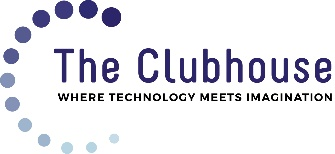 The Clubhouse
WHERE TECHNOLOGY MEETS IMAGINATION